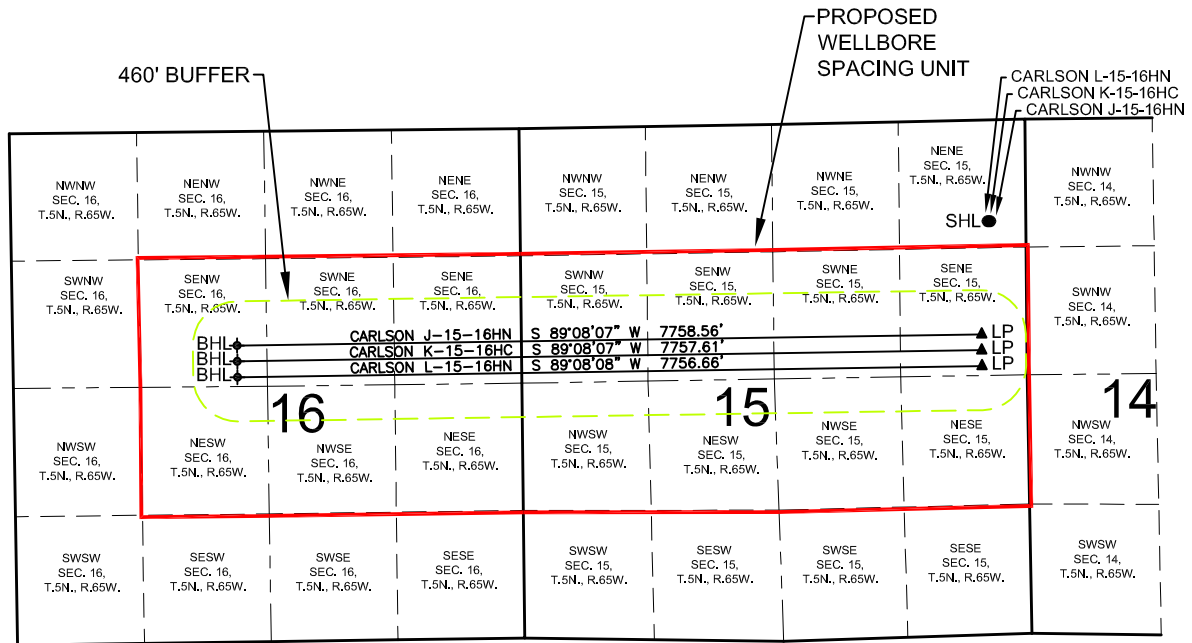 PROPOSED
WELLBORE
SPACING UNIT
460' BUFFER
CARLSON L-15-16HN
CARLSON K-15-16HC
CARLSON J-15-16HN
NWNW
SEC. 16,
T.5N., R.65W.
NENW
SEC. 16,
T.5N., R.65W.
NWNE
SEC. 16,
T.5N., R.65W.
NENE
SEC. 16,
T.5N., R.65W.
NWNW
SEC. 15,
T.5N., R.65W.
NENW
SEC. 15,
T.5N., R.65W.
NWNE
SEC. 15,
T.5N., R.65W.
NENE
SEC. 15,
T.5N., R.65W.
NWNW
SEC. 14,
T.5N., R.65W.
SHL
SWNW
SEC. 16,
T.5N., R.65W.
SENW
SEC. 16,
T.5N., R.65W.
SWNE
SEC. 16,
T.5N., R.65W.
SENE
SEC. 16,
T.5N., R.65W.
SWNW
SEC. 15,
T.5N., R.65W.
SENW
SEC. 15,
T.5N., R.65W.
SWNE
SEC. 15,
T.5N., R.65W.
SENE
SEC. 15,
T.5N., R.65W.
SWNW
SEC. 14,
T.5N., R.65W.
BHL CARLSON J-15-16HN S 89°08'07" W 7758.56' LP
BHL CARLSON K-15-16HC S 89°08'07" W 7757.61' LP
BHL CARLSON L-15-16HN S 89°08'08" W 7756.66' LP
16
15
14
NWSW
SEC. 16,
T.5N., R.65W.
NESW
SEC. 16,
T.5N., R.65W.
NWSE
SEC. 16,
T.5N., R.65W.
NESE
SEC. 16,
T.5N., R.65W.
NWSW
SEC. 15,
T.5N., R.65W.
NESW
SEC. 15,
T.5N., R.65W.
NWSE
SEC. 15,
T.5N., R.65W.
NESE
SEC. 15,
T.5N., R.65W.
NWSW
SEC. 14,
T.5N., R.65W.
SWSW
SEC. 16,
T.5N., R.65W.
SESW
SEC. 16,
T.5N., R.65W.
SWSE
SEC. 16,
T.5N., R.65W.
SESE
SEC. 16,
T.5N., R.65W.
SWSW
SEC. 15,
T.5N., R.65W.
SESW
SEC. 15,
T.5N., R.65W.
SWSE
SEC. 15,
T.5N., R.65W.
SESE
SEC. 15,
T.5N., R.65W.
SWSW
SEC. 14,
T.5N., R.65W.